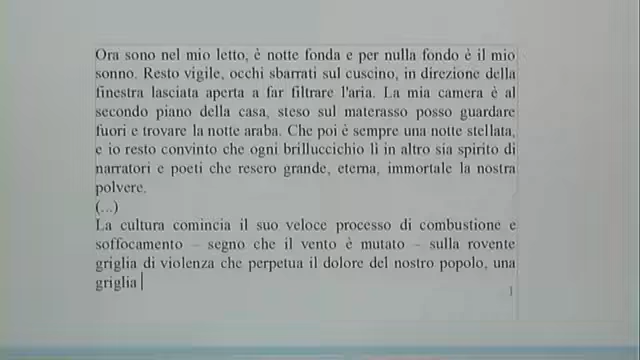 Ora sono nel mio letto, è notte fonda e per nulla fondo è il mio
sonno. Resto vigile, occhi sbarrati sul cuscino, in direzione della
finestra lasciata aperta a far filtrare l'aria. La mia camera è al
secondo piano della casa, steso sul materasso posso guardare
fuori e trovare la notte araba. Che poi è sempre una notte stellata,
e io resto convinto che ogni brilluccichio lì in altro sia spirito di
narratori e poeti che resero grande, eterna, immortale la nostra
polvere.
(...)
La cultura comincia il suo veloce processo di combustione e
soffocamento – segno che il vento è mutato – sulla rovente
griglia di violenza che perpetua il dolore del nostro popolo, una
griglia
1